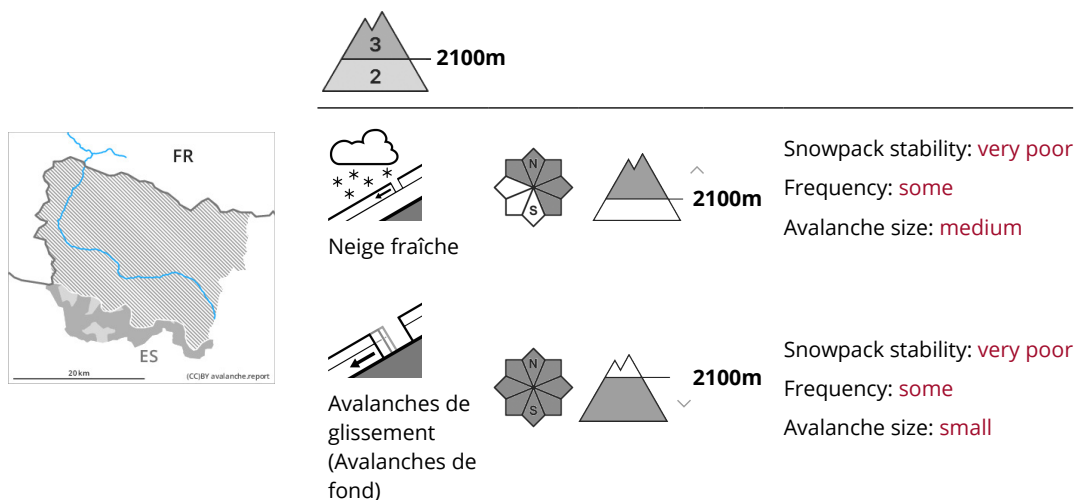 3
2
2100m
FR
ES
20 km
(CC)BY avalanche.report
Neige fraîche
N
S
2100m
Snowpack stability: very poor
Frequency: some
Avalanche size: medium
Avalanches de
glissement
(Avalanches de
fond)
N
S
2100m
Snowpack stability: very poor
Frequency: some
Avalanche size: small